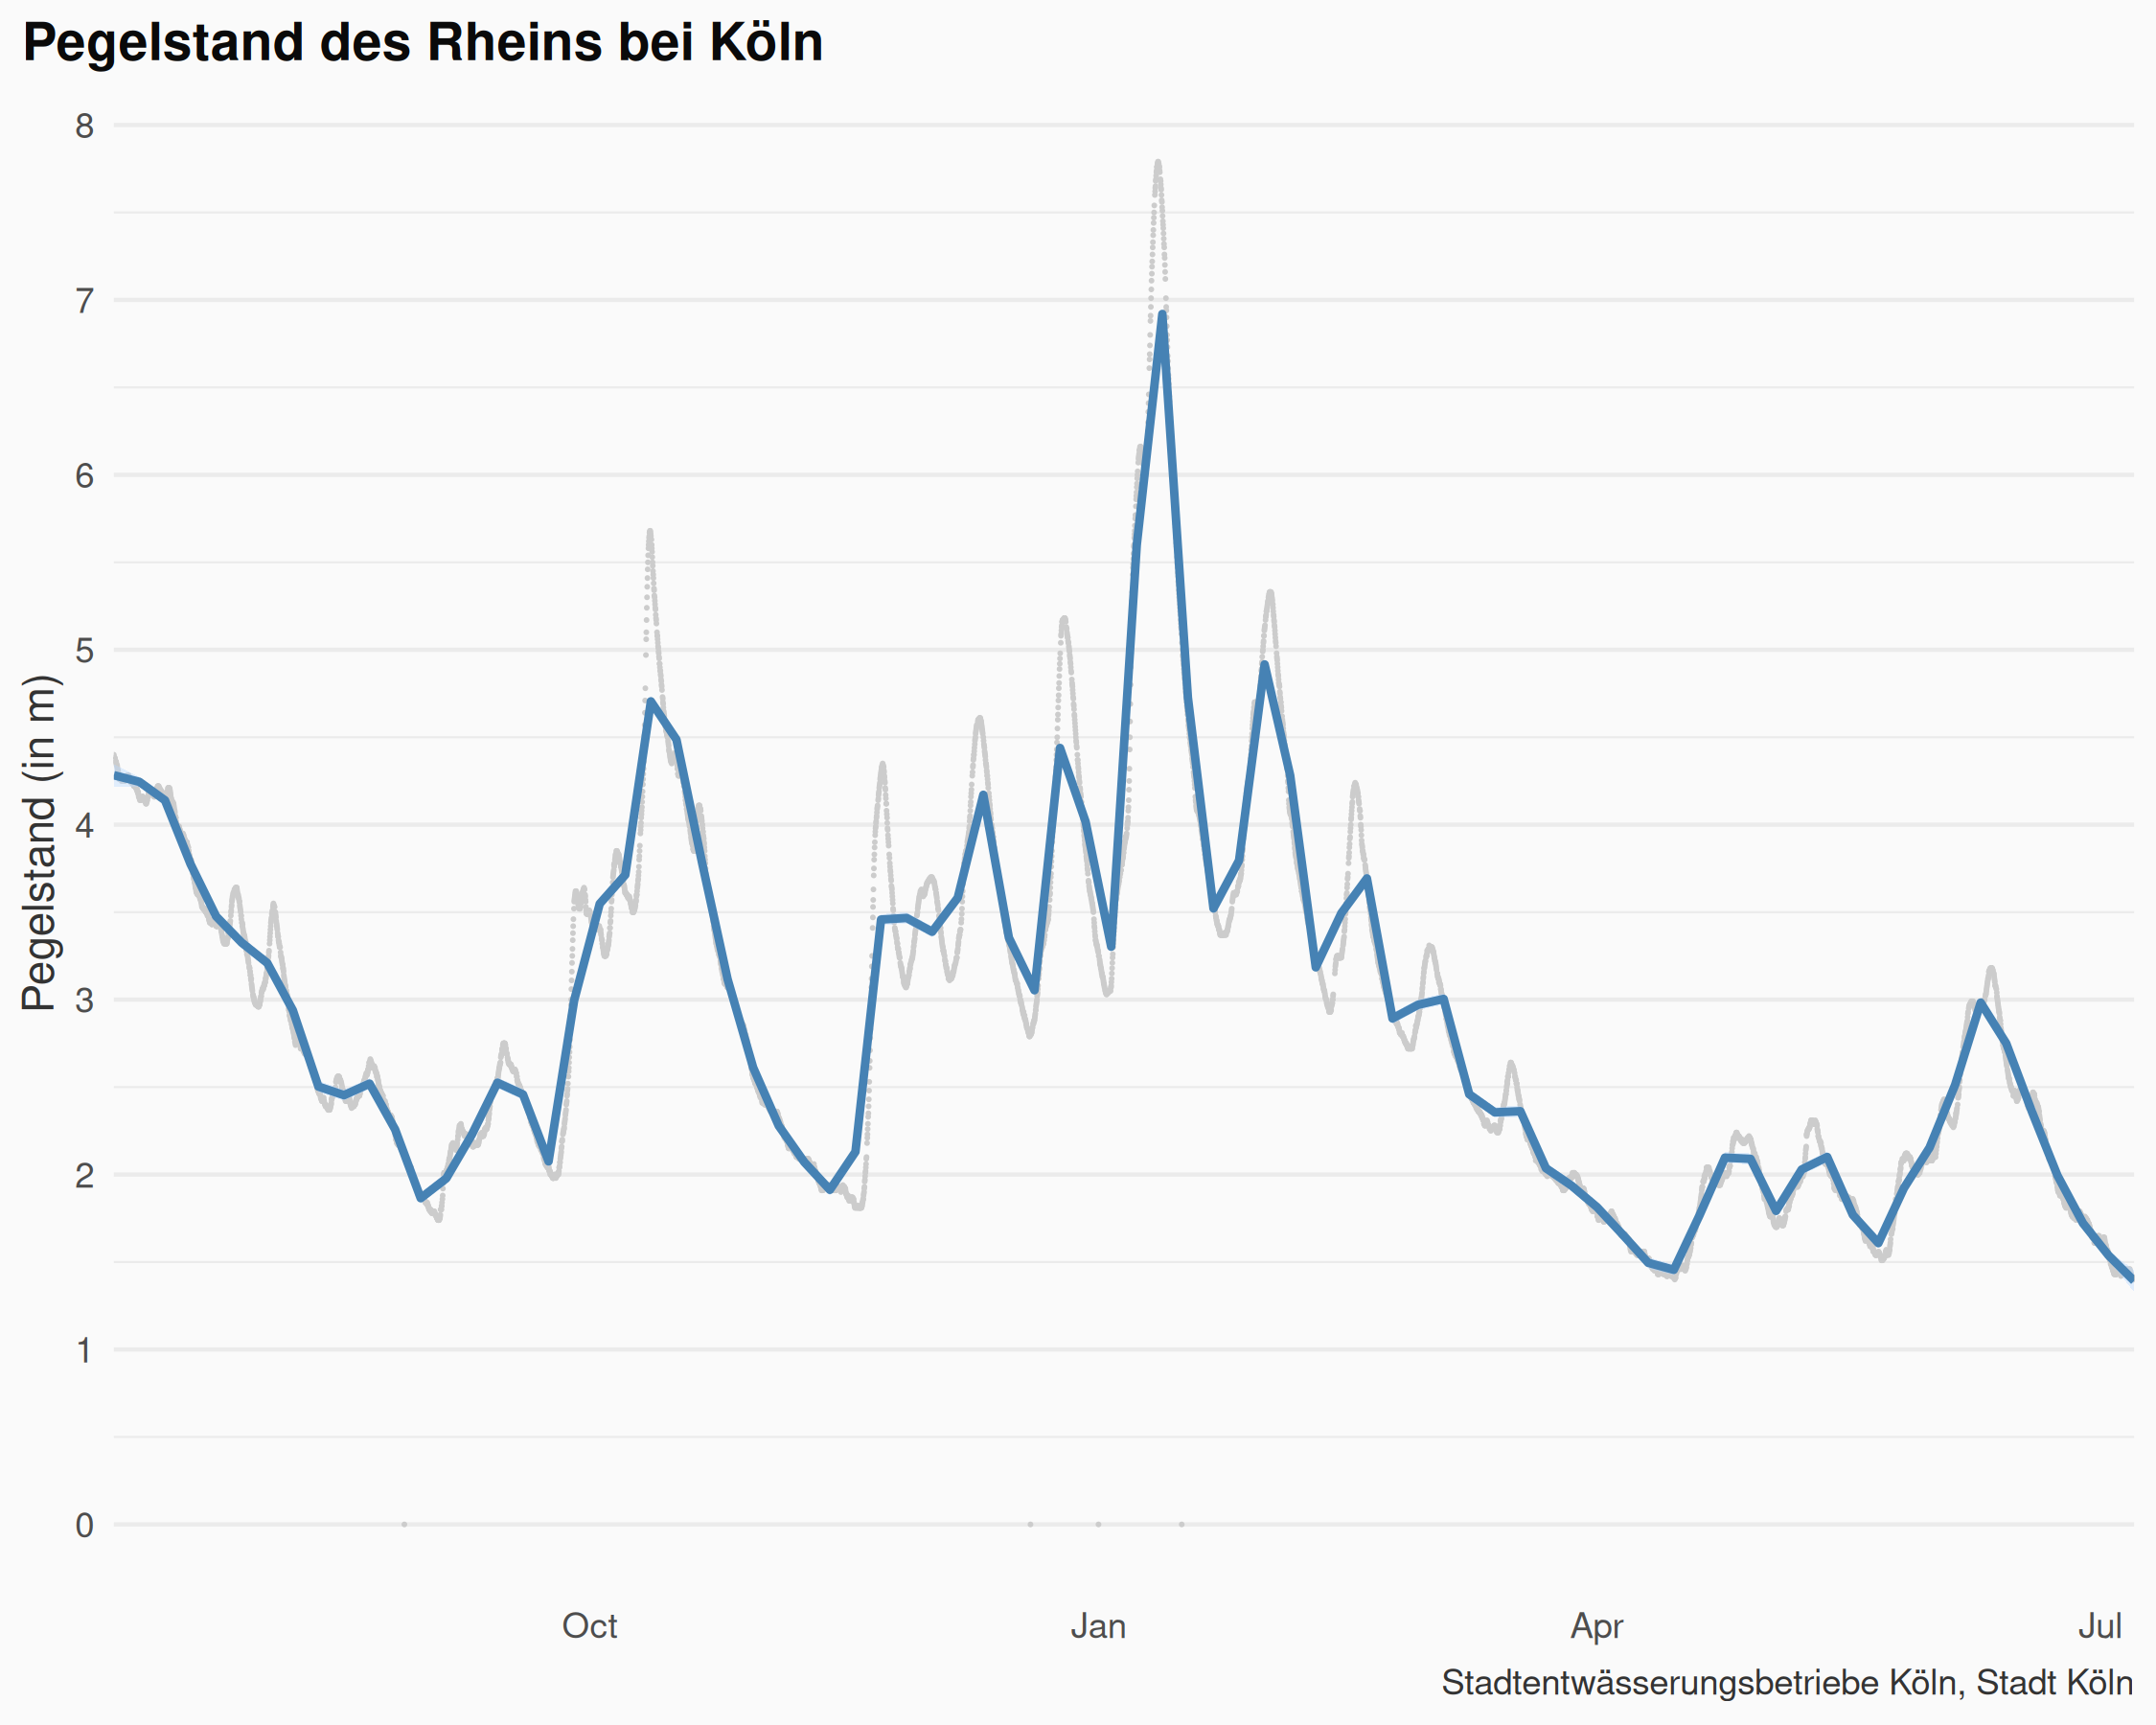 Pegelstand des Rheins bei Köln
Pegelstand (in m)
8
7
6
5
4
3
2
1
0
Oct Jan Apr Jul
Stadtentwässerungsbetriebe Köln, Stadt Köln